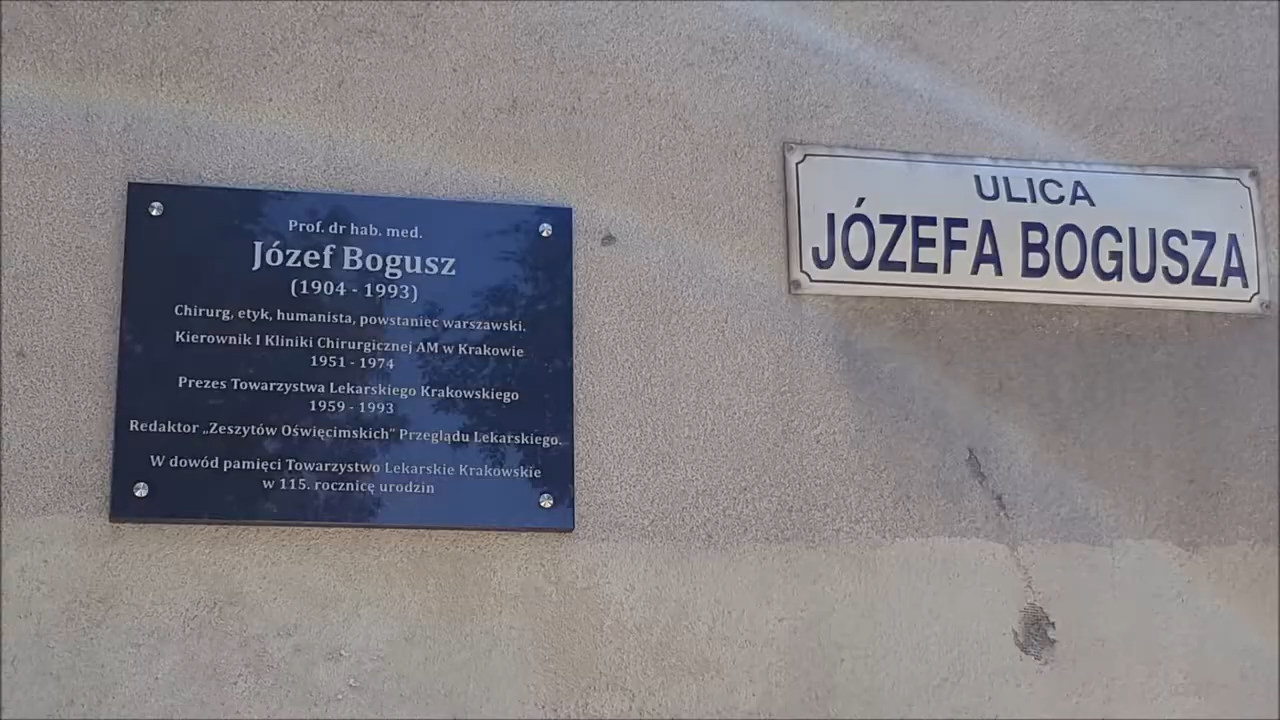 Prof. dr hab. med.
Józef Bogusz
(1904 - 1993)
Chirurg, etyk, humanista, powstaniec warszawski.
Kierownik I Kliniki Chirurgicznej AM w Krakowie
1951 - 1974
Prezes Towarzystwa Lekarskiego Krakowskiego
1959 - 1993
Redaktor „Zeszytów Oświęcimskich” Przeglądu Lekarskiego.
W dowód pamięci Towarzystwo Lekarskie Krakowskie
w 115. rocznicę urodzin
ULICA
JÓZEFA BOGUSZA